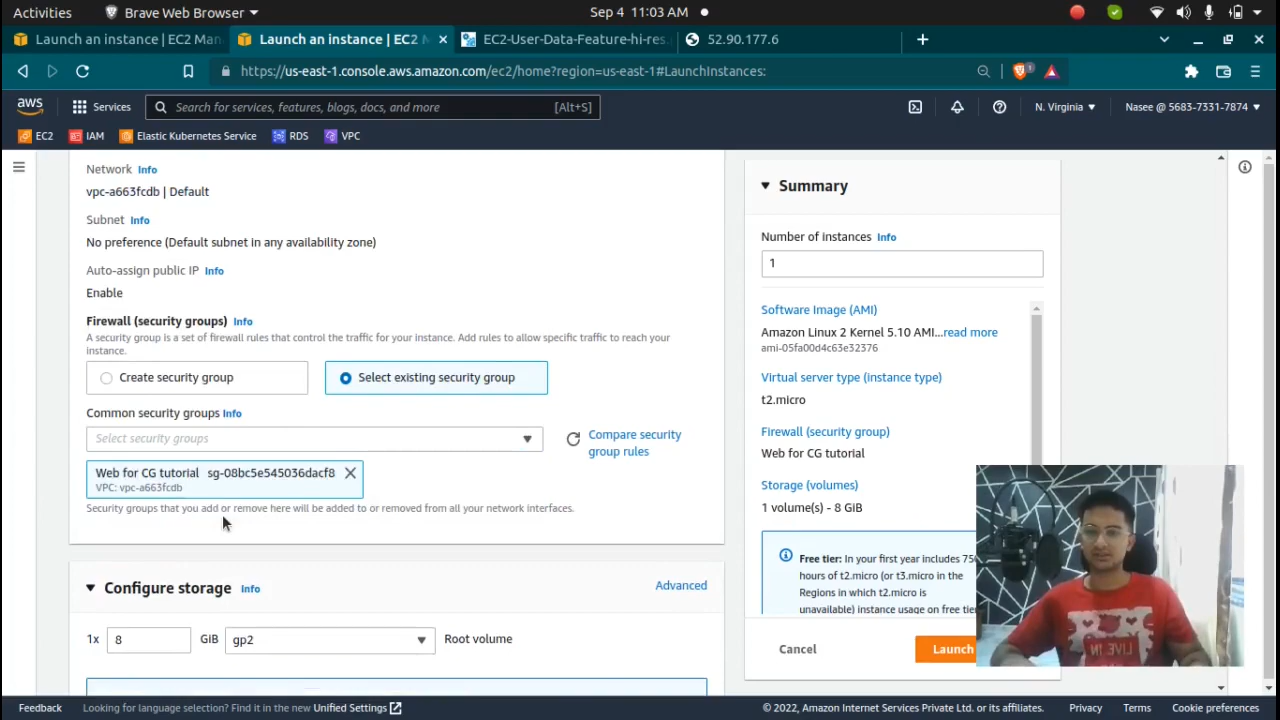 Activities
Brave Web Browser
Sep 4 11:03 AM
Launch an instance | EC2 Man
Launch an instance | EC2 M
EC2-User-Data-Feature-hi-res.
52.90.177.6
https://us-east-1.console.aws.amazon.com/ec2/home?region=us-east-1#LaunchInstances:
1
aws
Services
Search for services, features, blogs, docs, and more
[Alt+S]
N. Virginia
Nasee @ 5683-7331-7874
EC2
IAM
Elastic Kubernetes Service
RDS
VPC
Network Info
vpc-a663fcdb | Default
Subnet Info
No preference (Default subnet in any availability zone)
Auto-assign public IP Info
Enable
Firewall (security groups) Info
A security group is a set of firewall rules that control the traffic for your instance. Add rules to allow specific traffic to reach your
instance.
Create security group
Select existing security group
Common security groups Info
Select security groups
Compare security
group rules
Web for CG tutorial sg-08bc5e545036dacf8
VPC: vpc-a663fcdb
Security groups that you add or remove here will be added to or removed from all your network interfaces.
Configure storage Info
Advanced
1x 8 GiB gp2 Root volume
Summary
Number of instances Info
1
Software Image (AMI)
Amazon Linux 2 Kernel 5.10 AMI...read more
ami-05fa00d4c63e32376
Virtual server type (instance type)
t2.micro
Firewall (security group)
Web for CG tutorial
Storage (volumes)
1 volume(s) - 8 GiB
Free tier: In your first year includes 75
hours of t2.micro (or t3.micro in the
Regions in which t2.micro is
unavailable) instance usage on free tie
Cancel
Launch
Feedback
Looking for language selection? Find it in the new Unified Settings
© 2022, Amazon Internet Services Private Ltd. or its affiliates.
Privacy
Terms
Cookie preferences